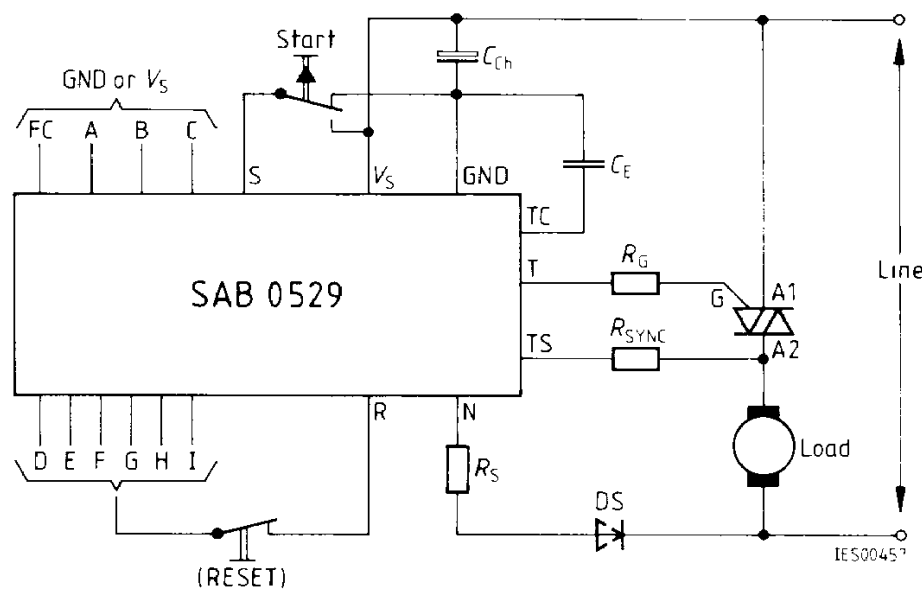 Start
C_Ch
GND or V_S
FC A B C
S V_S GND
C_E
TC
T R_G
G A1
Line
SAB 0529
TS R_SYNC A2
R N
D E F G H I
R_S
Load
DS
(RESET)
IES00457